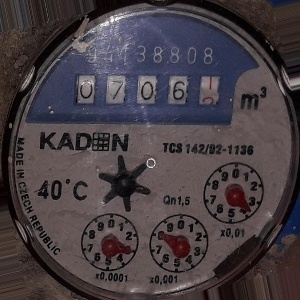 94138808
0706
m³
KADEN
TCS 142/92-1136
40°C
Qn1,5
MADE IN CZECH REPUBLIC
x0,01
x0,0001
x0,001